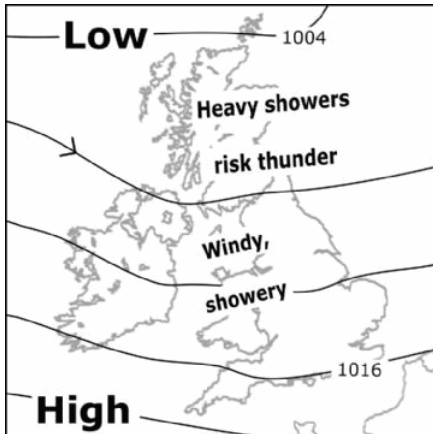 Low
1004
Heavy showers
risk thunder
Windy,
showery
1016
High